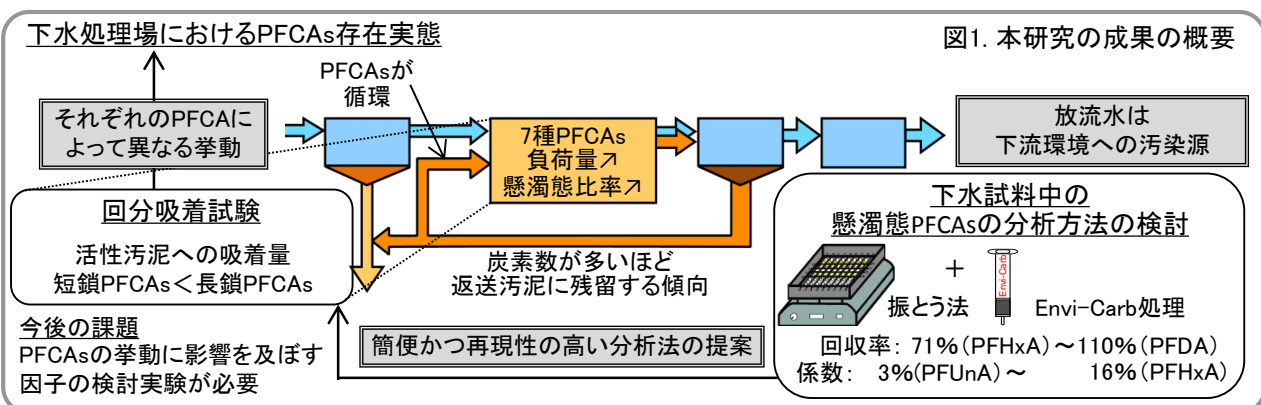 下水処理場におけるPFCAs存在実態
図1. 本研究の成果の概要
PFCAsが
循環
それぞれのPFCAに
よって異なる挙動
7種PFCAs
負荷量↗
懸濁態比率↗
放流水は
下流環境への汚染源
回分吸着試験
活性汚泥への吸着量
短鎖PFCAs＜長鎖PFCAs
炭素数が多いほど
返送汚泥に残留する傾向
下水試料中の
懸濁態PFCAsの分析方法の検討
+
Envi-Carb
振とう法
Envi-Carb処理
回収率： 71%（PFHxA）～110%（PFDA）
係数： 3%(PFUnA)～ 16%（PFHxA）
今後の課題
PFCAsの挙動に影響を及ぼす
因子の検討実験が必要
簡便かつ再現性の高い分析法の提案